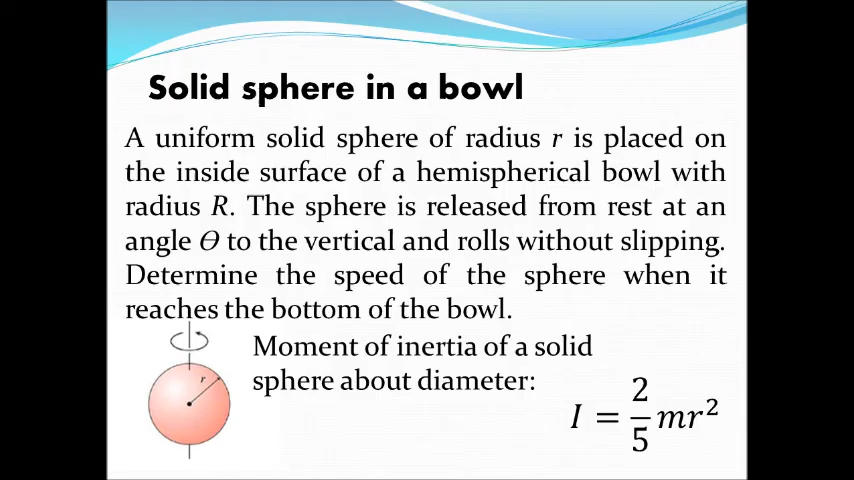 Solid sphere in a bowl
A uniform solid sphere of radius r is placed on
the inside surface of a hemispherical bowl with
radius R. The sphere is released from rest at an
angle Ө to the vertical and rolls without slipping.
Determine the speed of the sphere when it
reaches the bottom of the bowl.
Moment of inertia of a solid
sphere about diameter:
r
I = 2/5 mr²